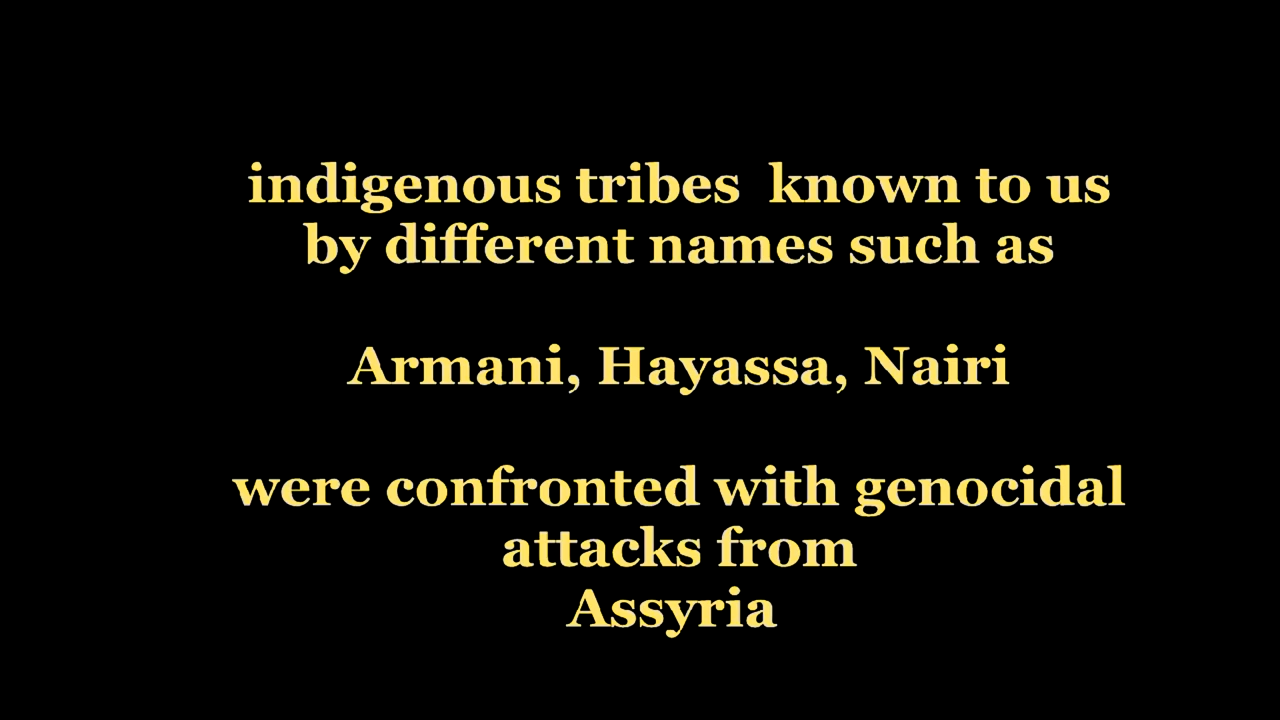 indigenous tribes  known to us
by different names such as
Armani, Hayassa, Nairi
were confronted with genocidal
attacks from
Assyria